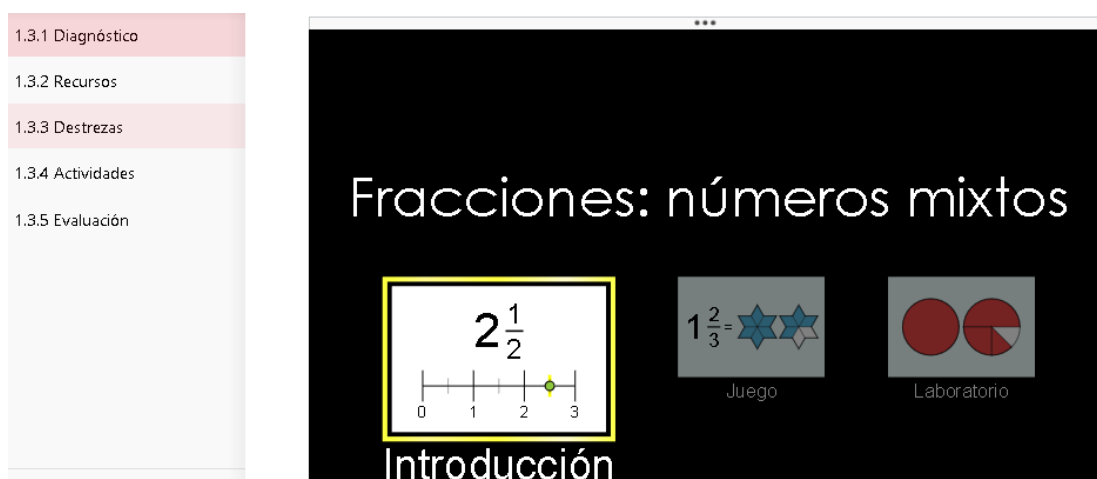 1.3.1 Diagnóstico
1.3.2 Recursos
1.3.3 Destrezas
1.3.4 Actividades
1.3.5 Evaluación
Fracciones: números mixtos
2 1/2
0 1 2 3
Introducción
1 2/3 =
Juego
Laboratorio